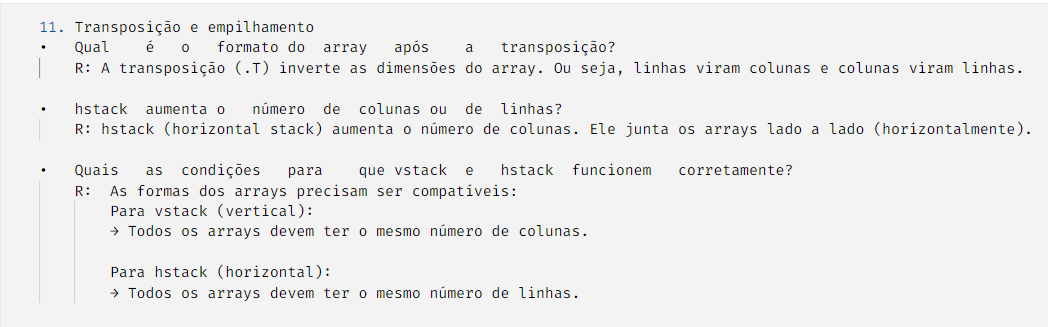 11. Transposição e empilhamento
• Qual é o formato do array após a transposição?
R: A transposição (.T) inverte as dimensões do array. Ou seja, linhas viram colunas e colunas viram linhas.
• hstack aumenta o número de colunas ou de linhas?
R: hstack (horizontal stack) aumenta o número de colunas. Ele junta os arrays lado a lado (horizontalmente).
• Quais as condições para que vstack e hstack funcionem corretamente?
R: As formas dos arrays precisam ser compatíveis:
Para vstack (vertical):
→ Todos os arrays devem ter o mesmo número de colunas.
Para hstack (horizontal):
→ Todos os arrays devem ter o mesmo número de linhas.